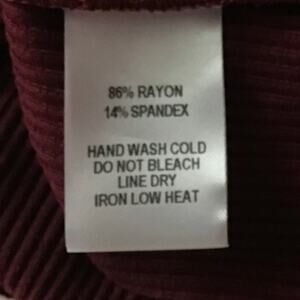 86% RAYON
14% SPANDEX
HAND WASH COLD
DO NOT BLEACH
LINE DRY
IRON LOW HEAT